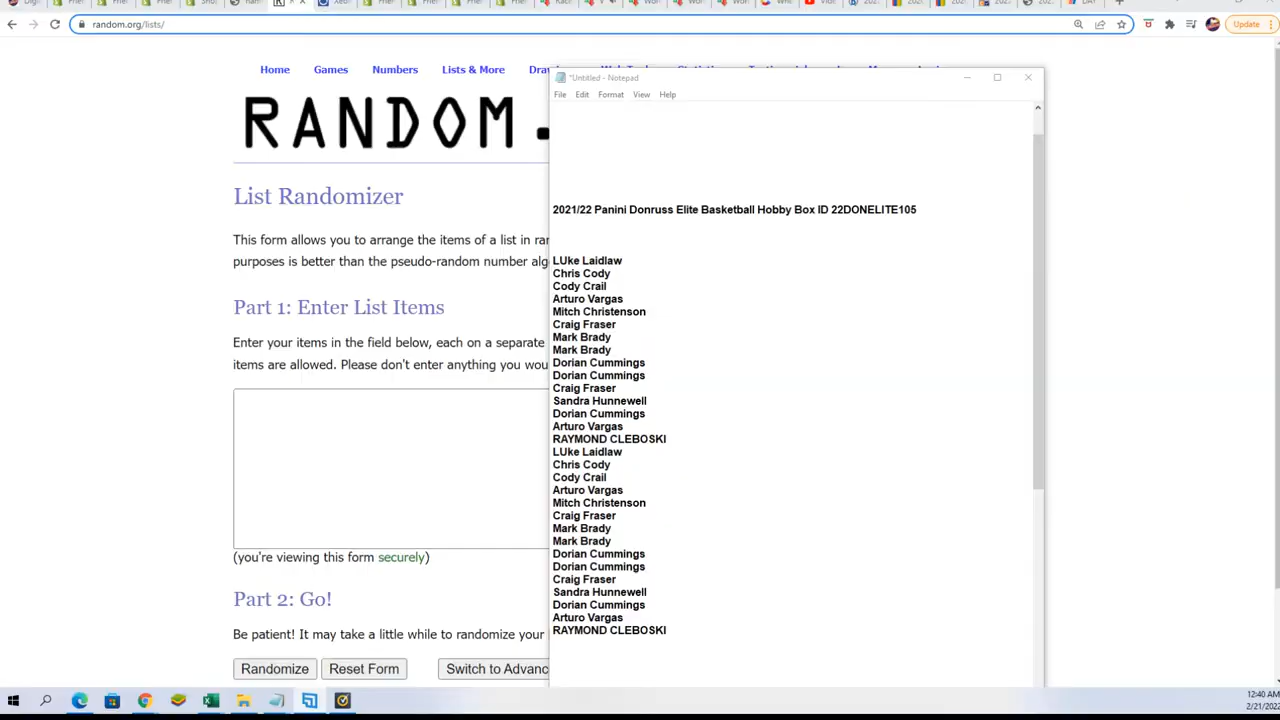 random.org/lists/
Update
Home Games Numbers Lists & More
RANDOM.
*Untitled - Notepad
File Edit Format View Help
List Randomizer
This form allows you to arrange the items of a list in
purposes is better than the pseudo-random number
Part 1: Enter List Items
Enter your items in the field below, each on a separate
items are allowed. Please don't enter anything you
(you're viewing this form securely)
Part 2: Go!
Be patient! It may take a little while to randomize your
Randomize Reset Form Switch to
2021/22 Panini Donruss Elite Basketball Hobby Box ID 22DONELITE105
LUke Laidlaw
Chris Cody
Cody Crail
Arturo Vargas
Mitch Christenson
Craig Fraser
Mark Brady
Mark Brady
Dorian Cummings
Dorian Cummings
Craig Fraser
Sandra Hunnewell
Dorian Cummings
Arturo Vargas
RAYMOND CLEBOSKI
LUke Laidlaw
Chris Cody
Cody Crail
Arturo Vargas
Mitch Christenson
Craig Fraser
Mark Brady
Mark Brady
Dorian Cummings
Dorian Cummings
Craig Fraser
Sandra Hunnewell
Dorian Cummings
Arturo Vargas
RAYMOND CLEBOSKI
12:40 AM